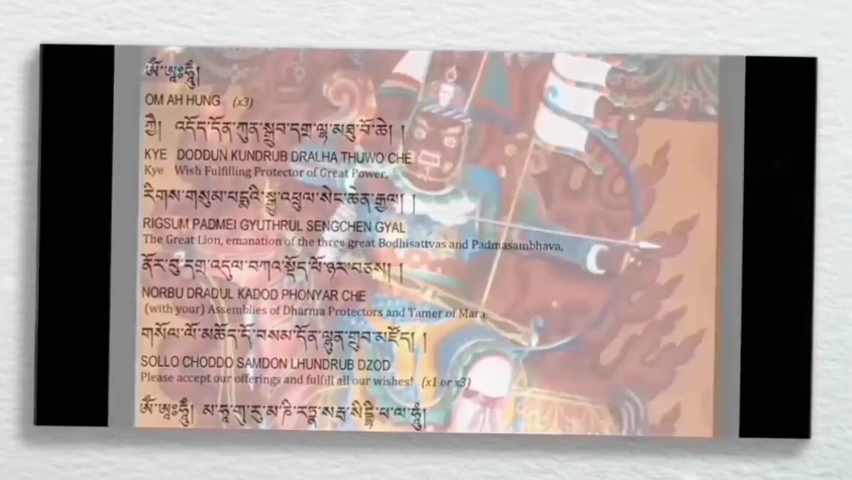 ༀ་ཨཱཿཧཱུྃ།
OM AH HUNG (x3)
ཀྱཻ། འདོད་དོན་ཀུན་སྒྲུབ་དགྲ་ལྷ་མཐུ་བོ་ཆེ། །
KYE DODDUN KUNDRUB DRALHA THUWO CHE
Kye Wish Fulfilling Protector of Great Power,
རིགས་གསུམ་པདྨའི་སྒྱུ་འཕྲུལ་སེང་ཆེན་རྒྱལ། །
RIGSUM PADMEI GYUTHRUL SENGCHEN GYAL
The Great Lion, emanation of the three great Bodhisattvas and Padmasambhava,
ནོར་བུ་དགྲ་འདུལ་བཀའ་སྡོད་ཕོ་ཉར་བཅས། །
NORBU DRADUL KADOD PHONYAR CHE
(with your) Assemblies of Dharma Protectors and Tamer of Mara
གསོལ་ལོ་མཆོད་དོ་བསམ་དོན་ལྷུན་གྲུབ་མཛོད། །
SOLLO CHODDO SAMDON LHUNDRUB DZOD
Please accept our offerings and fulfill all our wishes! (x1 or x3)
ༀ་ཨཱཿཧཱུྃ། མ་ཧཱ་གུ་རུ་མ་ཎི་རཏྣ་སརྦ་སིདྡྷི་ཕ་ལ་ཧཱུྃ།